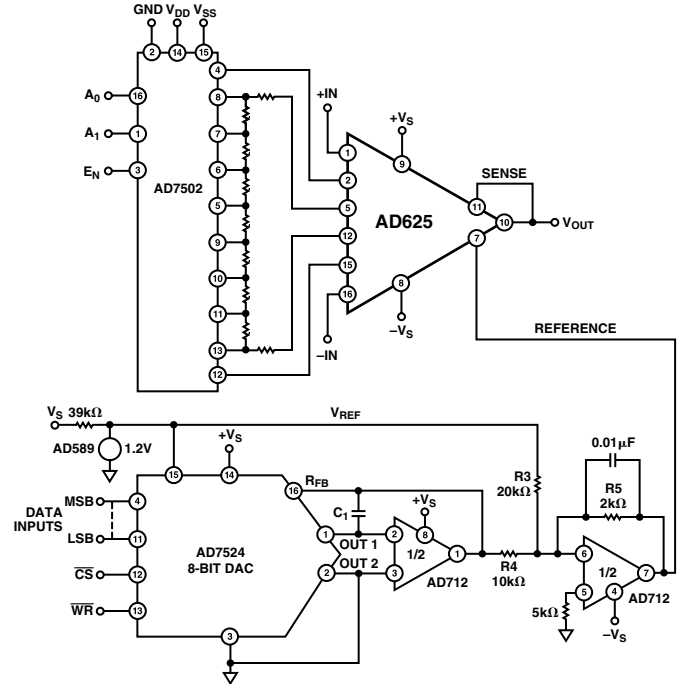 GND V_DD V_SS
2 14 15
4
A_0 16 8
+IN
+V_S
A_1 1 7
1 9
E_N 3 6
2
SENSE
AD7502
5
5
AD625
11
10 V_OUT
9
12
7
10
15
8
11
16
-V_S
13
-IN
REFERENCE
12
V_S 39kΩ
V_REF
AD589 1.2V
+V_S
0.01µF
15 14
R_FB
16
R3
20kΩ
R5
2kΩ
MSB 4
C_1
+V_S
DATA
INPUTS
1 OUT 1 2
8
LSB 11
AD7524
8-BIT DAC
1/2
1
6
CS 12
2 OUT 2 3
AD712
R4
10kΩ
1/2
7
5
AD712
WR 13
5kΩ
4
3
-V_S